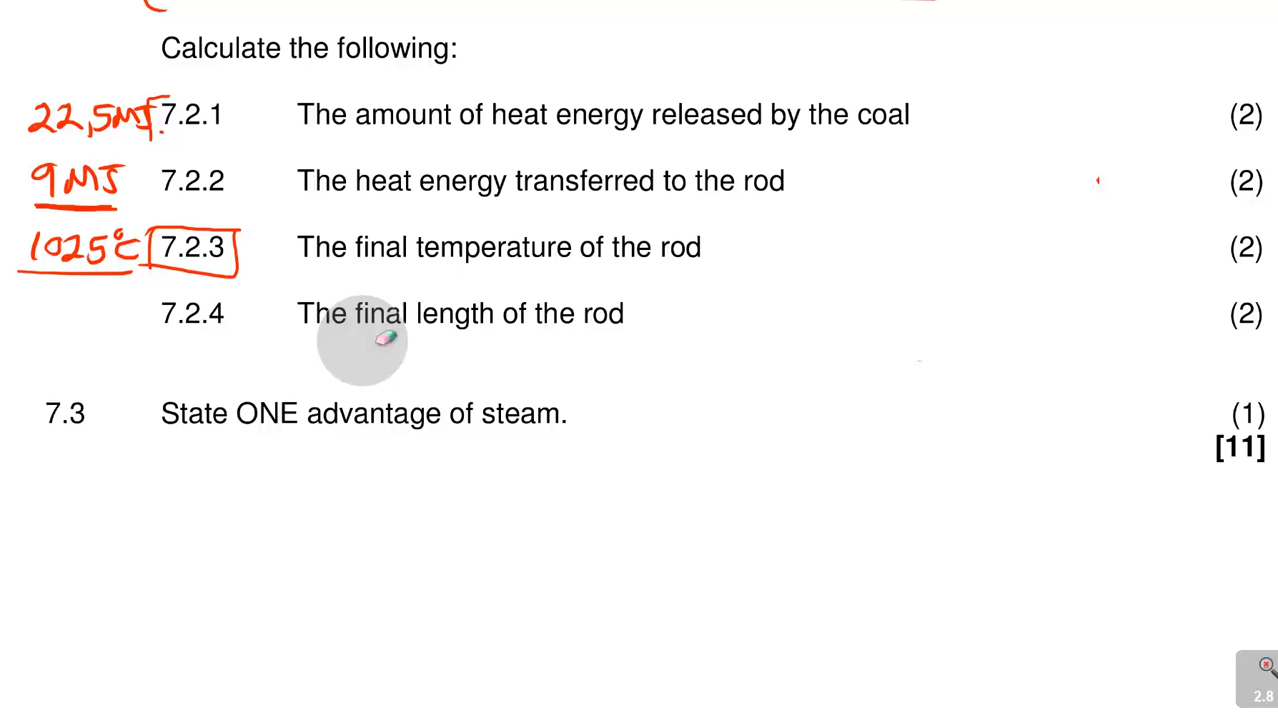 Calculate the following:
22,5MJ. 7.2.1 The amount of heat energy released by the coal (2)
9MJ 7.2.2 The heat energy transferred to the rod (2)
1025°C 7.2.3 The final temperature of the rod (2)
7.2.4 The final length of the rod (2)
7.3 State ONE advantage of steam. (1)
[11]
2.8